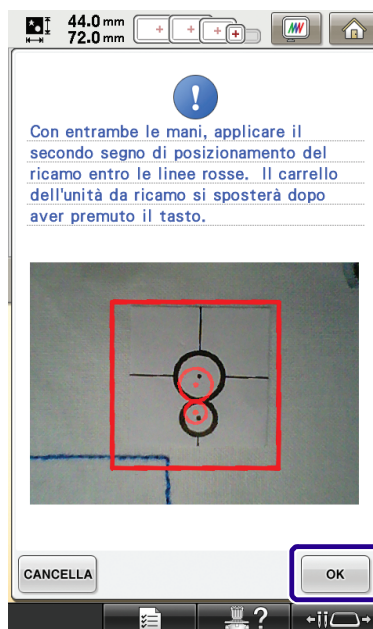 44.0 mm
72.0 mm
Con entrambe le mani, applicare il
secondo segno di posizionamento del
ricamo entro le linee rosse. Il carrello
dell'unità da ricamo si sposterà dopo
aver premuto il tasto.
CANCELLA
OK
?